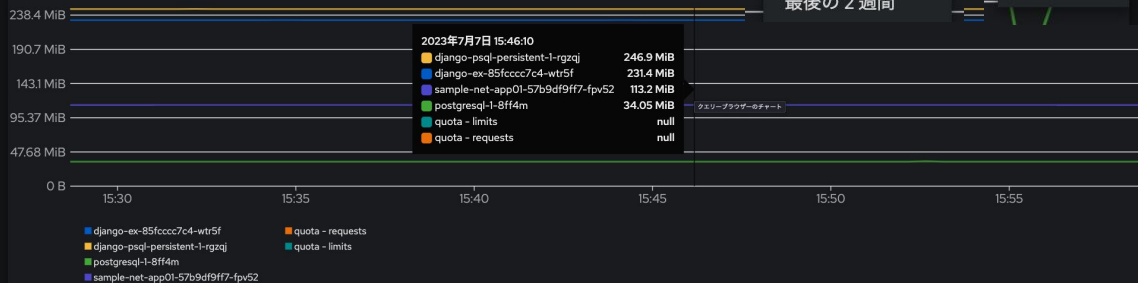 最後の2週間
238.4 MiB
190.7 MiB
143.1 MiB
95.37 MiB
47.68 MiB
0 B
2023年7月7日 15:46:10
django-psql-persistent-1-rgzqj 246.9 MiB
django-ex-85fcccc7c4-wtr5f 231.4 MiB
sample-net-app01-57b9df9ff7-fpv52 113.2 MiB
postgresql-1-8ff4m 34.05 MiB
quota - limits null
quota - requests null
クエリーブラウザーのチャート
15:30 15:35 15:40 15:45 15:50 15:55
django-ex-85fcccc7c4-wtr5f quota - requests
django-psql-persistent-1-rgzqj quota - limits
postgresql-1-8ff4m
sample-net-app01-57b9df9ff7-fpv52